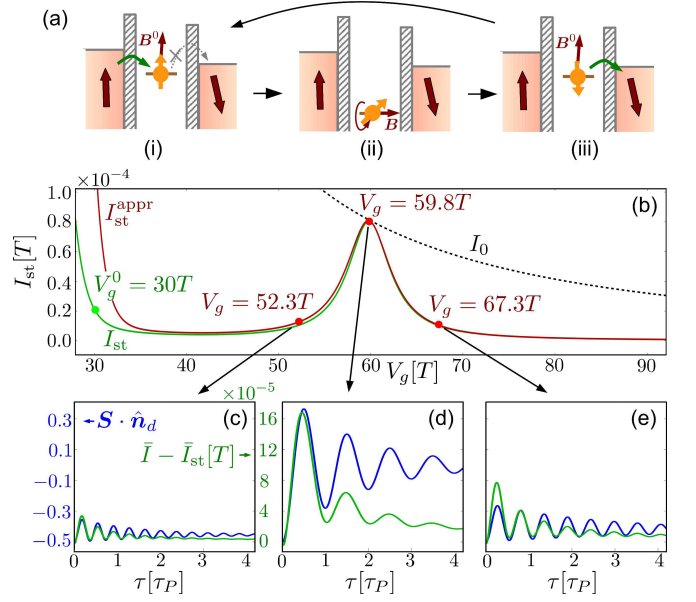 (a)
B⁰
B⁰
B
(i)
(ii)
(iii)
×10⁻⁴
1.0
0.8
0.6
0.4
0.2
0.0
I_st[T]
I_st^appr
V_g = 59.8T
(b)
I_0
V_g^0 = 30T
V_g = 52.3T
V_g = 67.3T
I_st
30
40
50
60
70
80
90
V_g[T]
×10⁻⁵
(c)
(d)
(e)
0.3
0.1
−0.1
−0.3
−0.5
S · n̂_d
Ī − Ī_st[T]
16
12
8
4
0
0 1 2 3 4
0 1 2 3 4
0 1 2 3 4
τ[τ_P]
τ[τ_P]
τ[τ_P]